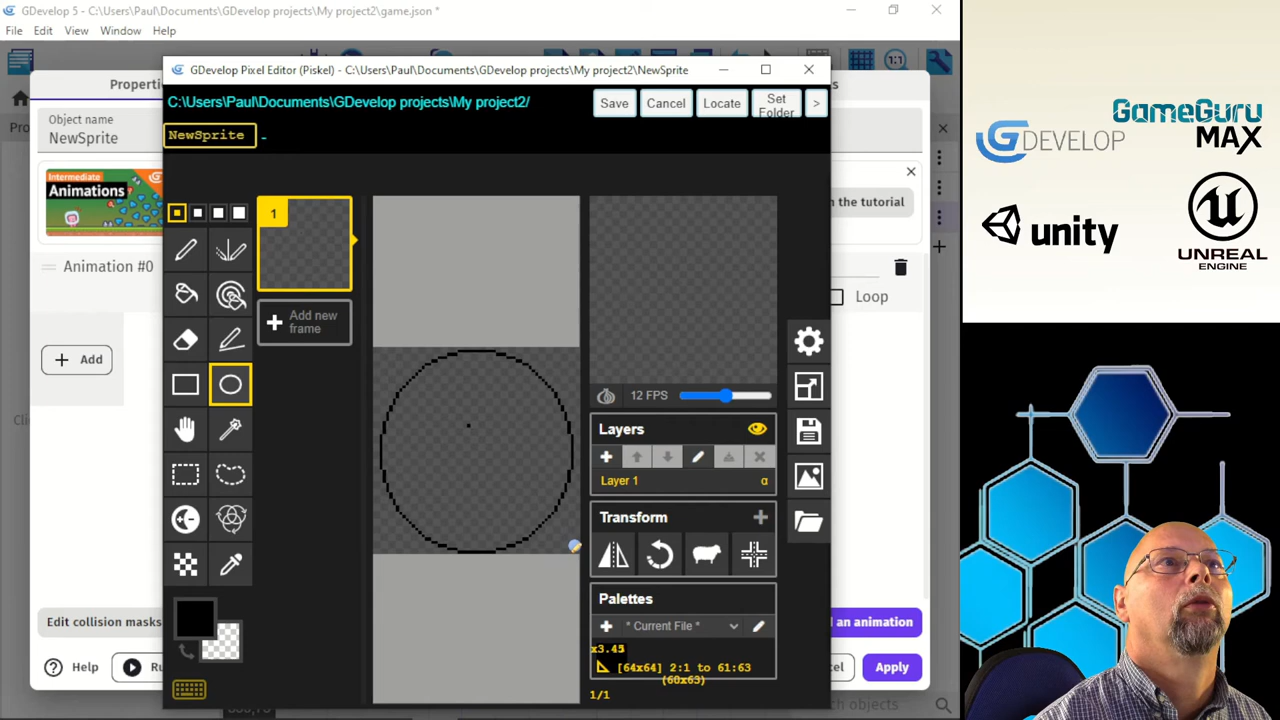 GDevelop 5 - C:\Users\Paul\Documents\GDevelop projects\My project2\game.json *
File Edit View Window Help
GDevelop Pixel Editor (Piskel) - C:\Users\Paul\Documents\GDevelop projects\My project2\NewSprite
C:\Users\Paul\Documents\GDevelop projects\My project2/
Save Cancel Locate Set Folder >
NewSprite -
Object name
NewSprite
Intermediate
Animations
the tutorial
Animation #0
Loop
1
Add new
frame
Add
12 FPS
Layers
Layer 1 α
Transform
Palettes
* Current File *
x3.45
[64x64] 2:1 to 61:63
(60x63)
1/1
Edit collision masks
an animation
Help
Apply
GDEVELOP
GAMEGURU
MAX
unity
UNREAL
ENGINE